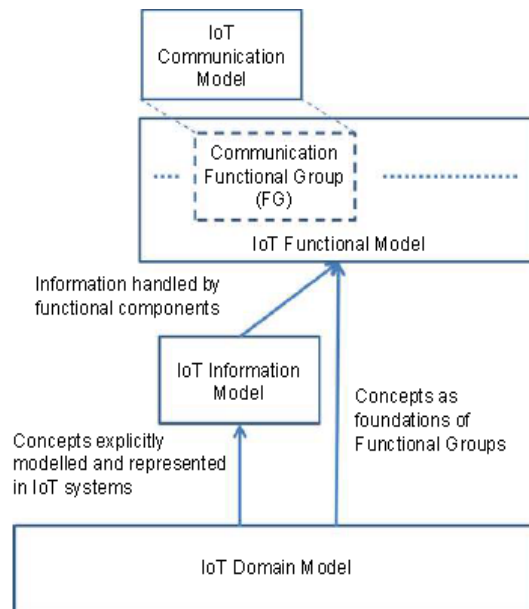 IoT
Communication
Model
Communication
Functional Group
(FG)
IoT Functional Model
Information handled by
functional components
IoT Information
Model
Concepts as
foundations of
Functional Groups
Concepts explicitly
modelled and represented
in IoT systems
IoT Domain Model